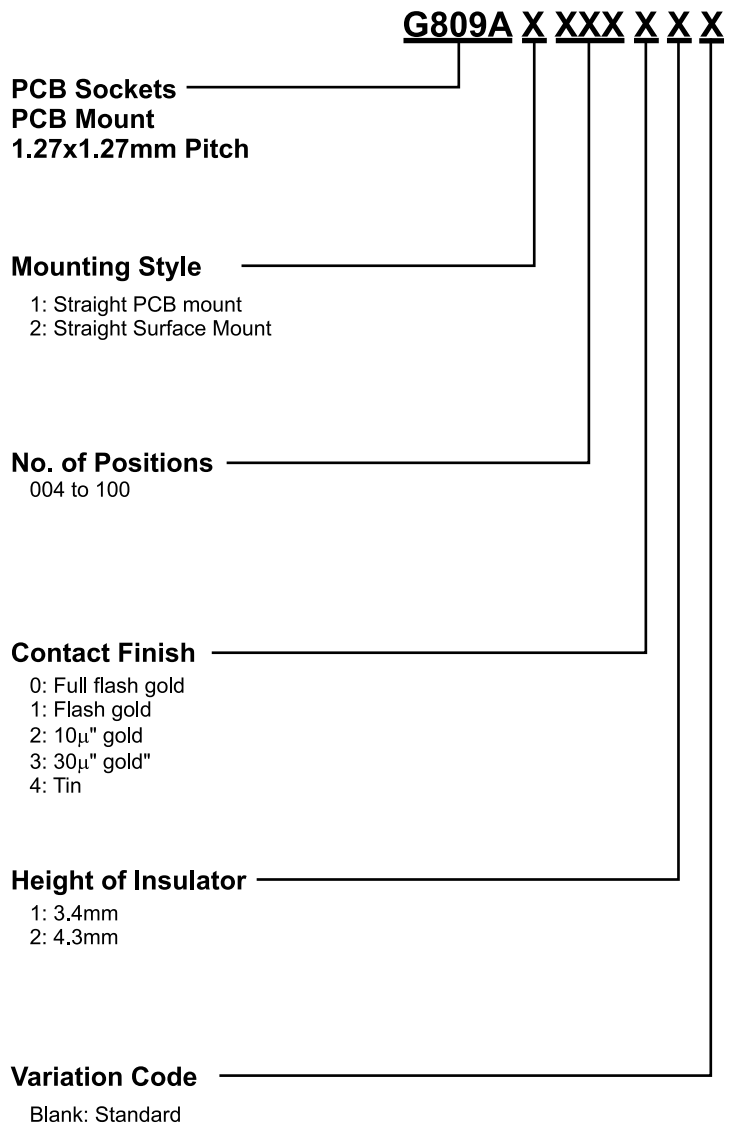 G809A X XXX X X X
PCB Sockets
PCB Mount
1.27x1.27mm Pitch
Mounting Style
1: Straight PCB mount
2: Straight Surface Mount
No. of Positions
004 to 100
Contact Finish
0: Full flash gold
1: Flash gold
2: 10μ" gold
3: 30μ" gold"
4: Tin
Height of Insulator
1: 3.4mm
2: 4.3mm
Variation Code
Blank: Standard